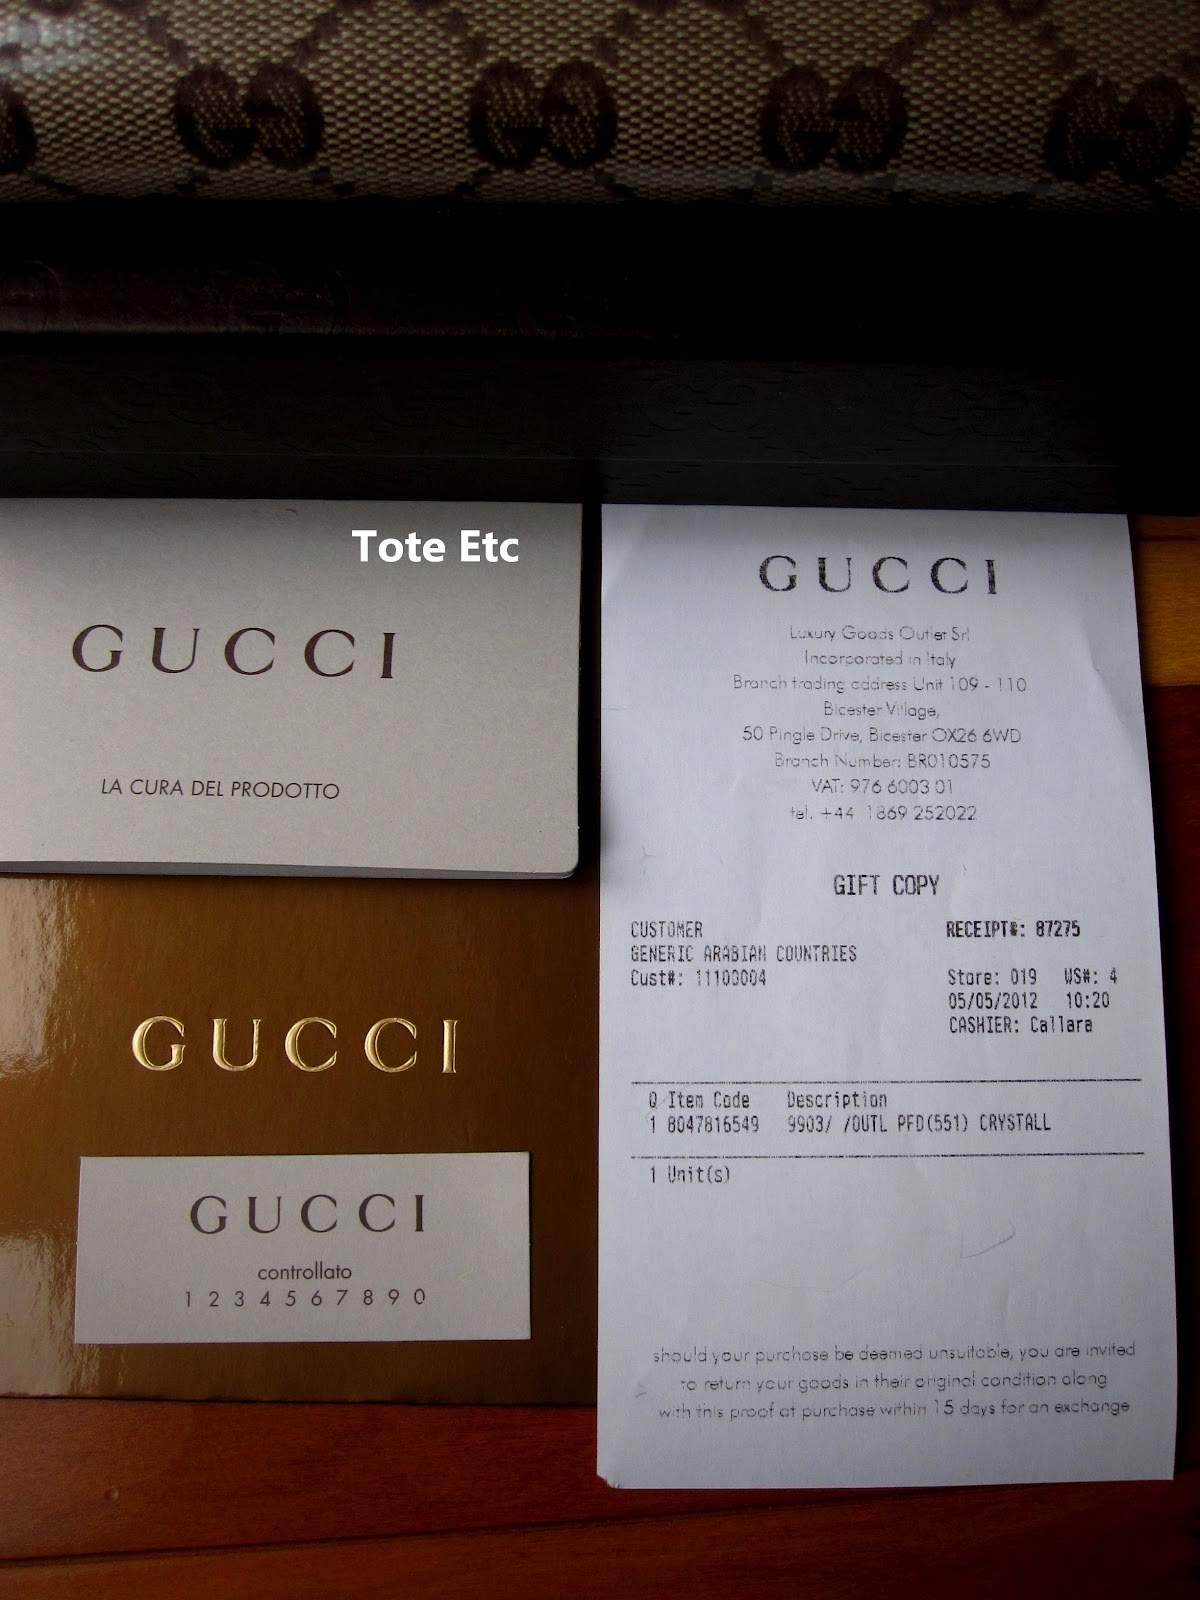 Tote Etc
GUCCI
LA CURA DEL PRODOTTO
GUCCI
GUCCI
controllato
1 2 3 4 5 6 7 8 9 0
GUCCI
Luxury Goods Outlet Srl
Incorporated in Italy
Branch trading address Unit 109 - 110
Bicester Village,
50 Pingle Drive, Bicester OX26 6WD
Branch Number: BR010575
VAT: 976 6003 01
tel. +44 1869 252022
GIFT COPY
CUSTOMER RECEIPT#: 87275
GENERIC ARABIAN COUNTRIES
Cust#: 11100004 Store: 019 WS#: 4
05/05/2012 10:20
CASHIER: Callara
Q Item Code Description
1 8047816549 9903/ /OUTL PFD(551) CRYSTALL
1 Unit(s)
should your purchase be deemed unsuitable, you are invited
to return your goods in their original condition along
with this proof of purchase within 15 days for an exchange